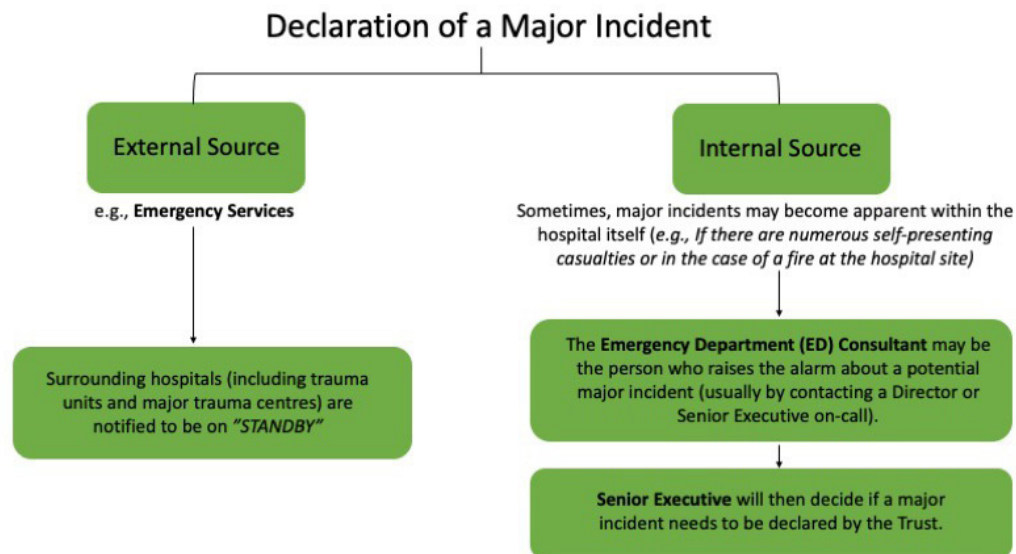 Declaration of a Major Incident
External Source
e.g., Emergency Services
Surrounding hospitals (including trauma
units and major trauma centres) are
notified to be on "STANDBY"
Internal Source
Sometimes, major incidents may become apparent within the
hospital itself (e.g., If there are numerous self-presenting
casualties or in the case of a fire at the hospital site)
The Emergency Department (ED) Consultant may be
the person who raises the alarm about a potential
major incident (usually by contacting a Director or
Senior Executive on-call).
Senior Executive will then decide if a major
incident needs to be declared by the Trust.